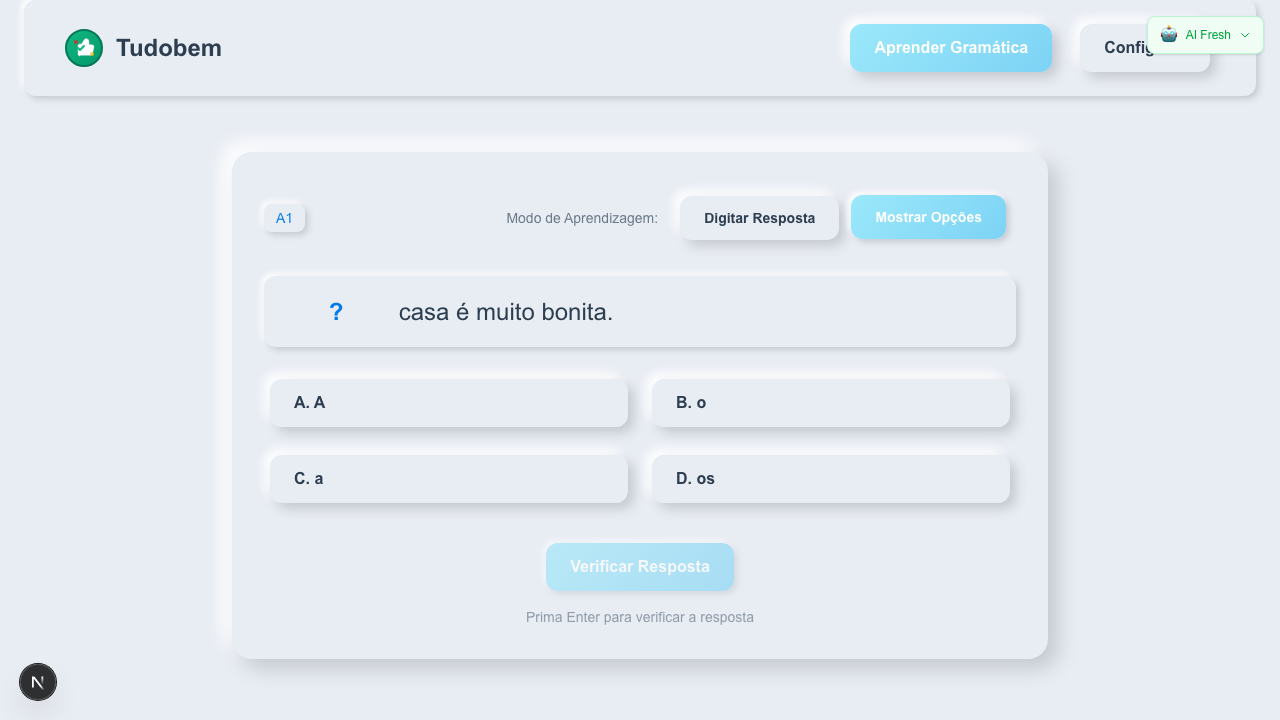 Tudobem
Aprender Gramática
Config
AI Fresh
A1
Modo de Aprendizagem:
Digitar Resposta
Mostrar Opções
? casa é muito bonita.
A. A
B. o
C. a
D. os
Verificar Resposta
Prima Enter para verificar a resposta
N